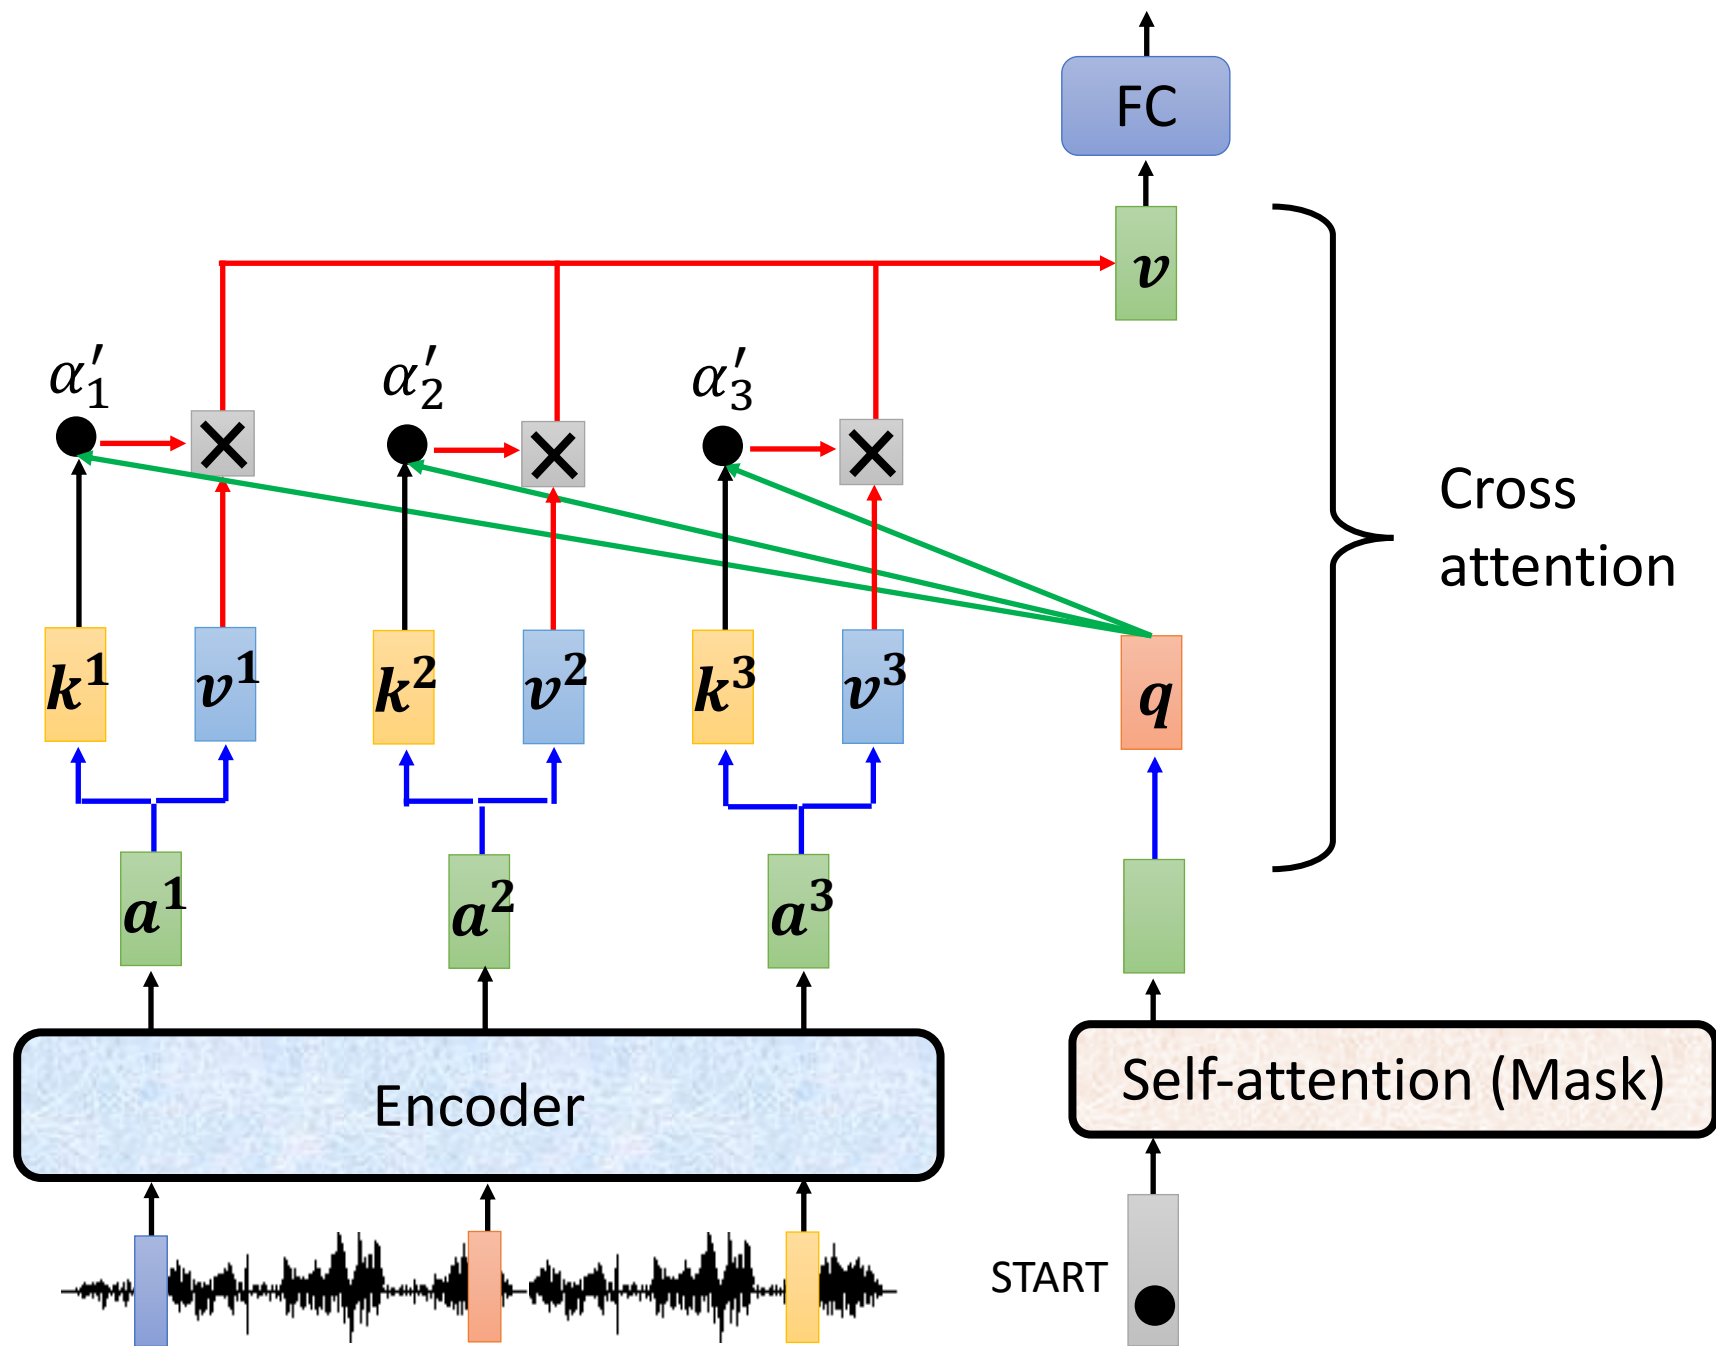 FC
v
α′₁ α′₂ α′₃
Cross
attention
k¹ v¹ k² v² k³ v³ q
a¹ a² a³
Encoder
Self-attention (Mask)
START